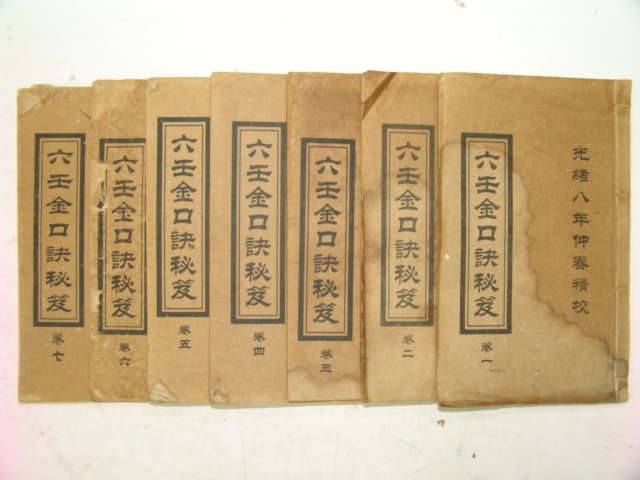 光緒八年仲春精校
六壬金口訣秘笈
卷一
六壬金口訣秘笈
卷二
六壬金口訣秘笈
卷三
六壬金口訣秘笈
卷四
六壬金口訣秘笈
卷五
六壬金口訣秘笈
卷六
六壬金口訣秘笈
卷七